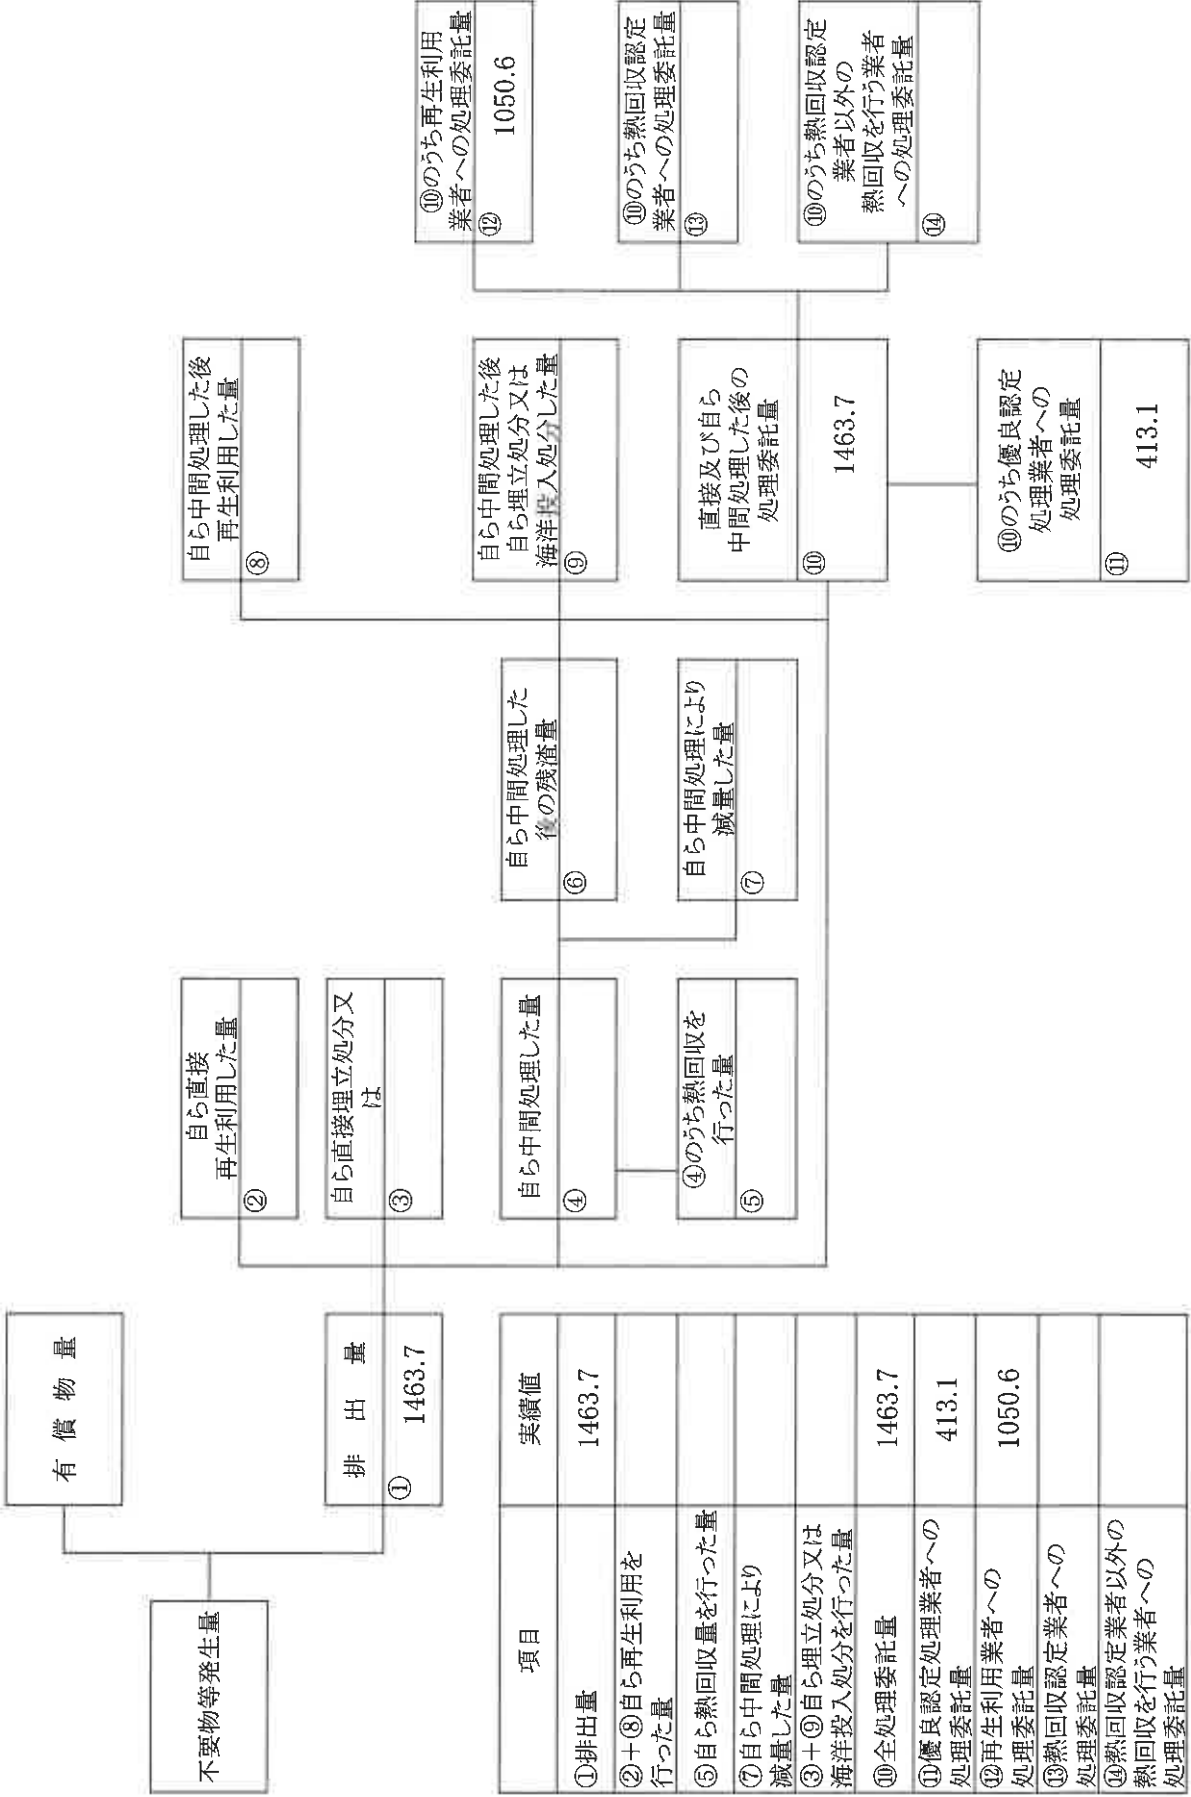 不要物等発生量
有償物量
排出量
①
1463.7
自ら直接
再生利用した量
②
自ら直接埋立処分又
は
③
自ら中間処理した量
④
④のうち熱回収を
行った量
⑤
自ら中間処理した
後の残渣量
⑥
自ら中間処理により
減量した量
⑦
自ら中間処理した後
再生利用した量
⑧
自ら中間処理した後
自ら埋立処分又は
海洋投入処分した量
⑨
直接及び自ら
中間処理した後の
処理委託量
⑩
1463.7
⑩のうち優良認定
処理業者への
処理委託量
⑪
413.1
⑩のうち再生利用
業者への処理委託量
⑫
1050.6
⑩のうち熱回収認定
業者への処理委託量
⑬
⑩のうち熱回収認定
業者以外の
熱回収を行う業者
への処理委託量
⑭
項目 実績値
①排出量 1463.7
②+⑧自ら再生利用を
行った量
⑤自ら熱回収量を行った量
⑦自ら中間処理により
減量した量
③+⑨自ら埋立処分又は
海洋投入処分を行った量
⑩全処理委託量 1463.7
⑪優良認定処理業者への
処理委託量 413.1
⑫再生利用業者への
処理委託量 1050.6
⑬熱回収認定業者への
処理委託量
⑭熱回収認定業者以外の
熱回収を行う業者への
処理委託量